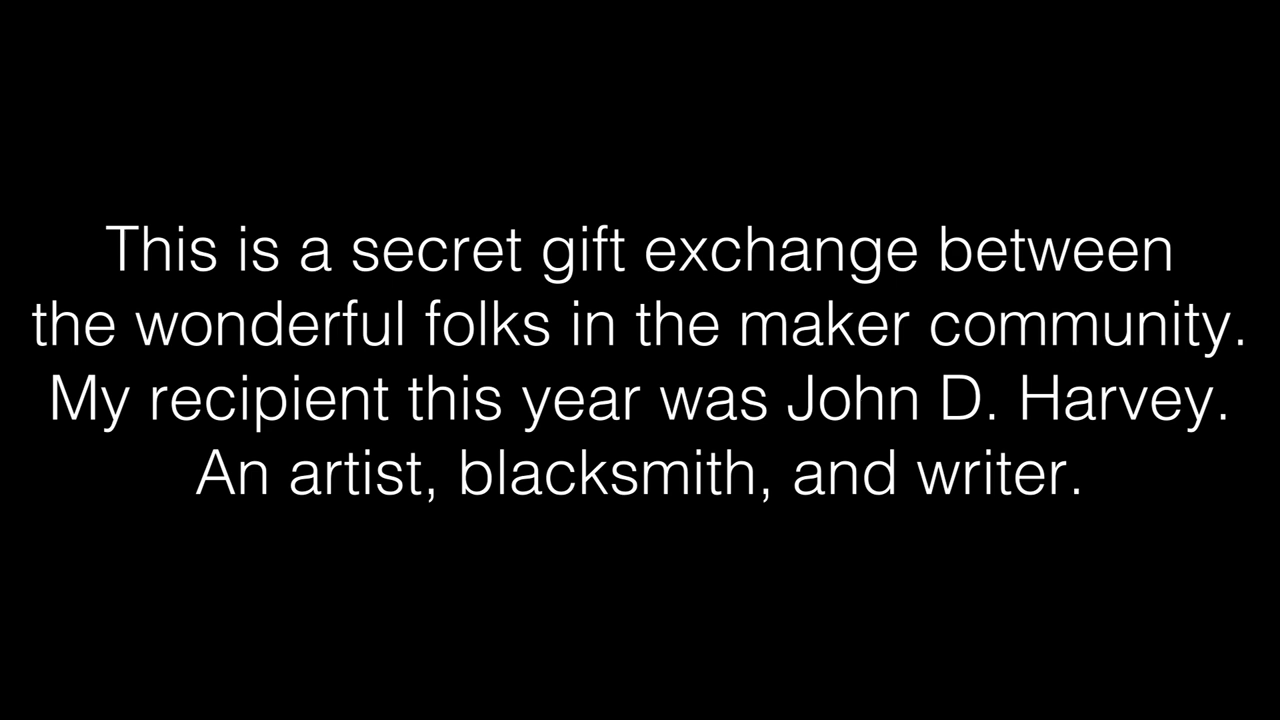 This is a secret gift exchange between
the wonderful folks in the maker community.
My recipient this year was John D. Harvey.
An artist, blacksmith, and writer.